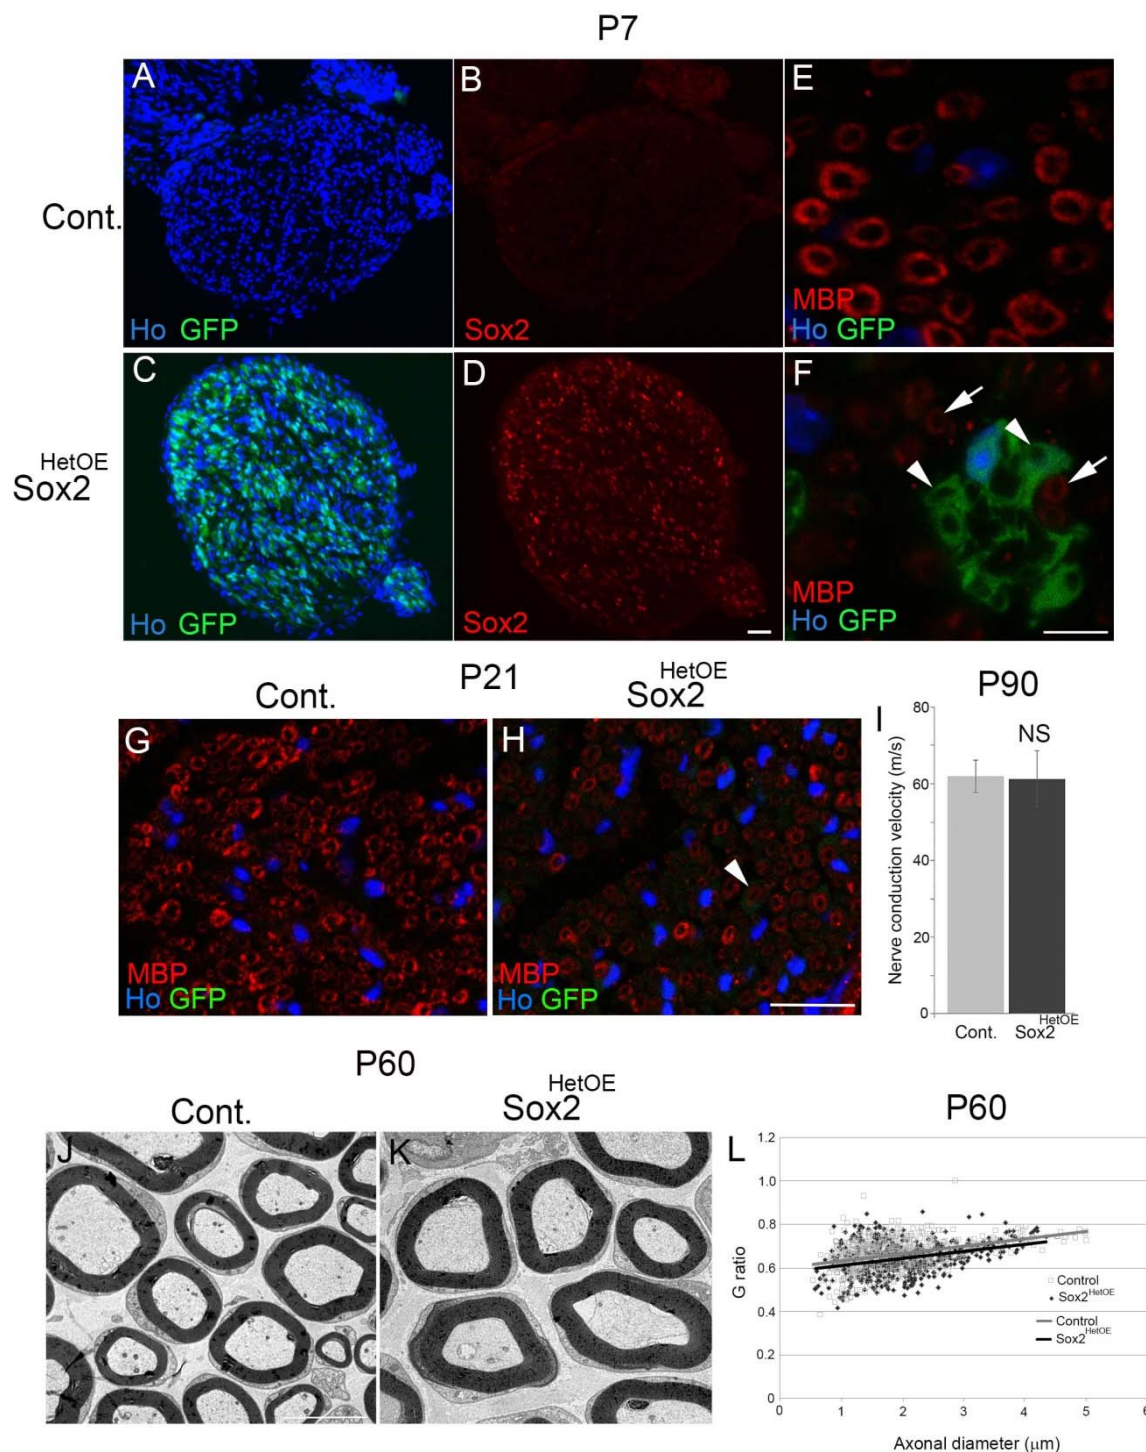 P7
A
B
E
Cont.
Ho GFP
Sox2
MBP
Ho GFP
C
D
F
Sox2 HetOE
Ho GFP
Sox2
MBP
Ho GFP
P21
Cont.
Sox2 HetOE
P90
G
H
I
MBP
Ho GFP
MBP
Ho GFP
Nerve conduction velocity (m/s)
80
60
40
20
0
NS
Cont.
Sox2 HetOE
P60
Cont.
Sox2 HetOE
P60
J
K
L
G ratio
1.2
1.0
0.8
0.6
0.4
0.2
0
Control
Sox2 HetOE
Control
Sox2 HetOE
1 2 3 4 5 6
Axonal diameter (μm)